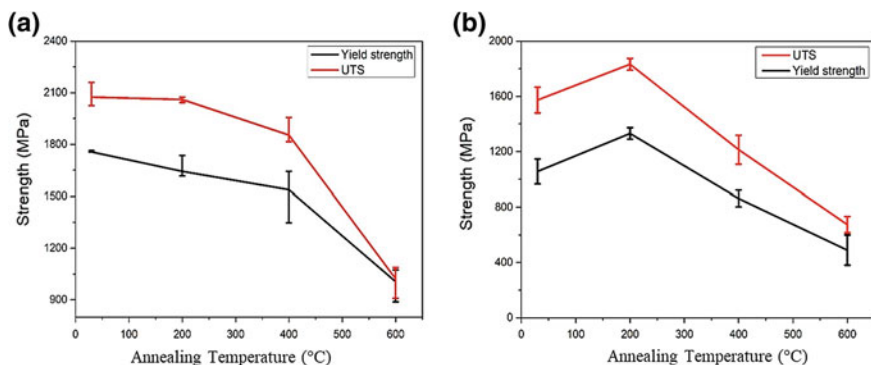 (a)
2400
2100
1800
1500
1200
900
Strength (MPa)
Yield strength
UTS
0 100 200 300 400 500 600
Annealing Temperature (°C)
(b)
2000
1600
1200
800
400
0
Strength (MPa)
UTS
Yield strength
0 100 200 300 400 500 600
Annealing Temperature (°C)